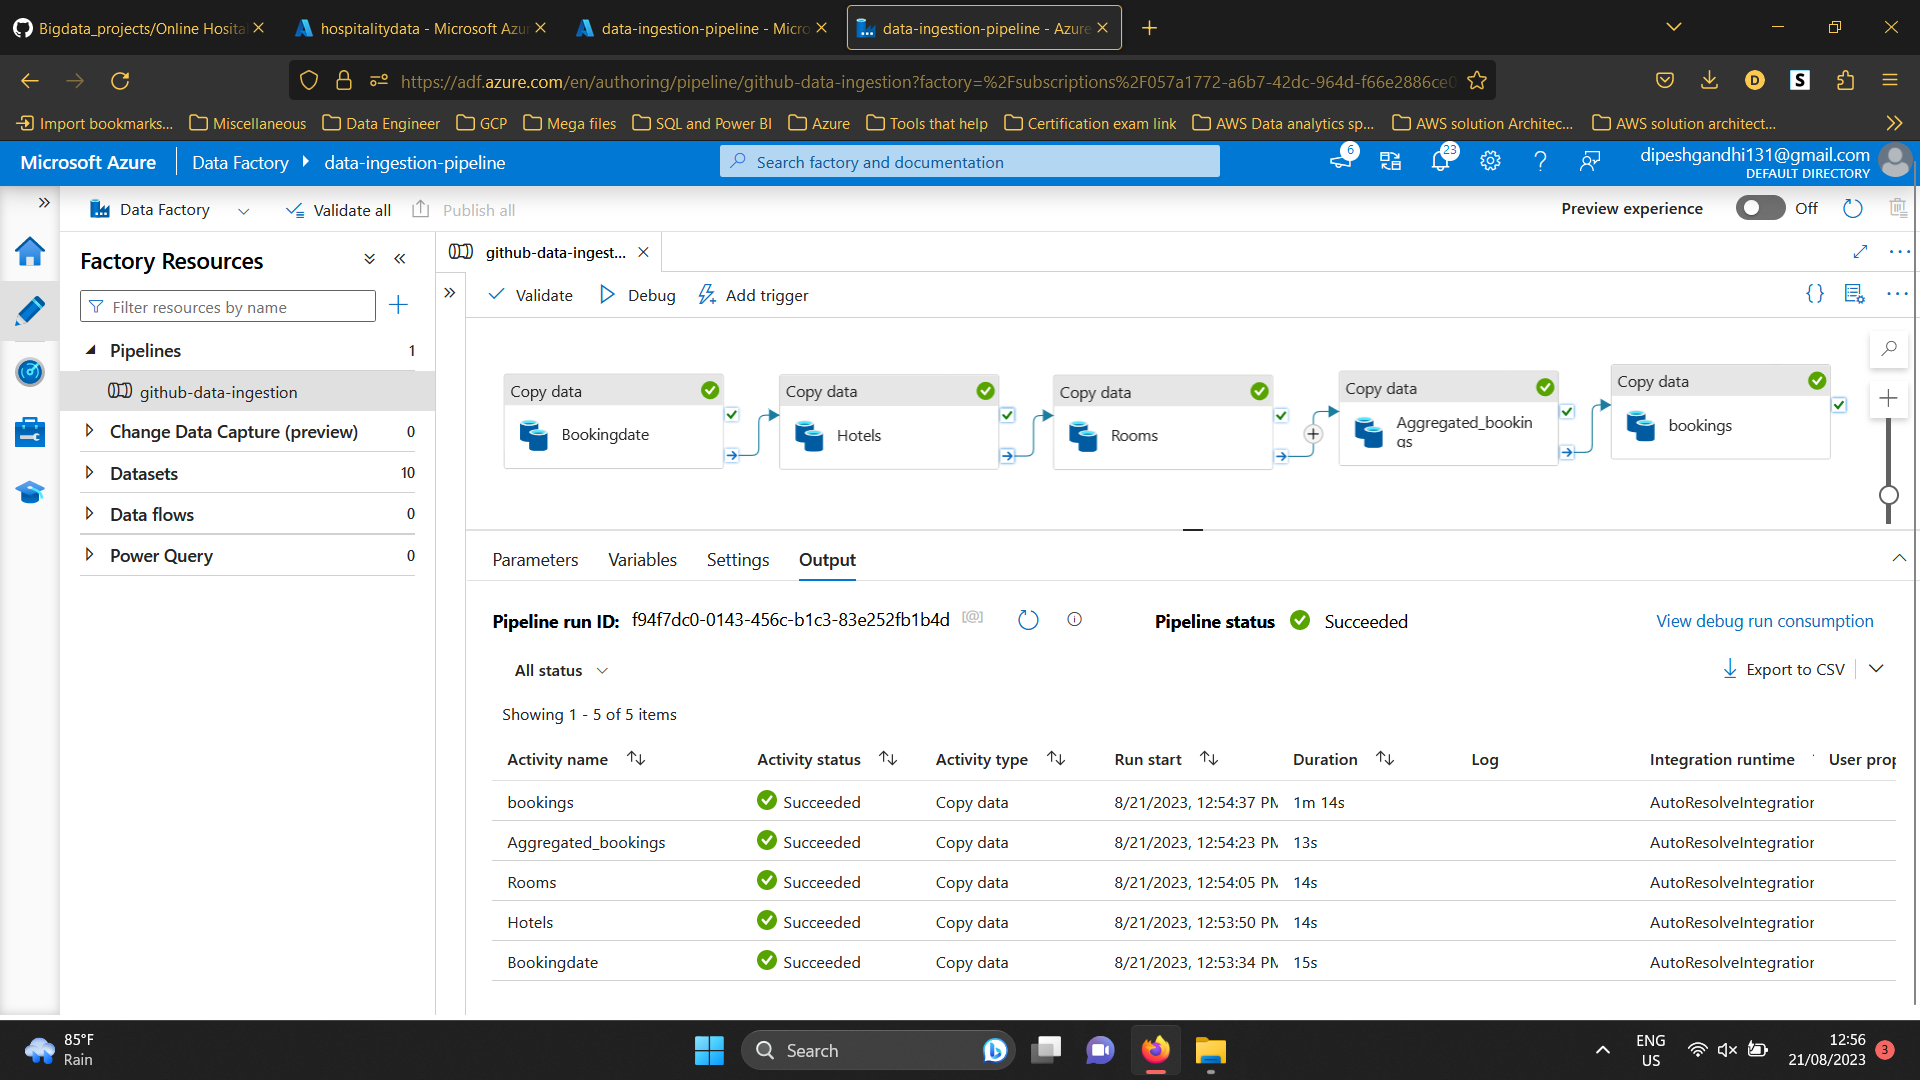 Bigdata_projects/Online Hosita
hospitalitydata - Microsoft Azur
data-ingestion-pipeline - Micro
data-ingestion-pipeline - Azure
https://adf.azure.com/en/authoring/pipeline/github-data-ingestion?factory=%2Fsubscriptions%2F057a1772-a6b7-42dc-964d-f66e2886ce0
Import bookmarks... Miscellaneous Data Engineer GCP Mega files SQL and Power BI Azure Tools that help Certification exam link AWS Data analytics sp... AWS solution Architec... AWS solution architect...
Microsoft Azure Data Factory data-ingestion-pipeline Search factory and documentation 6 23 dipeshgandhi131@gmail.com
DEFAULT DIRECTORY
Data Factory Validate all Publish all Preview experience Off
Factory Resources
Filter resources by name
Pipelines 1
github-data-ingestion
Change Data Capture (preview) 0
Datasets 10
Data flows 0
Power Query 0
github-data-ingest...
Validate Debug Add trigger
Copy data
Bookingdate
Copy data
Hotels
Copy data
Rooms
Copy data
Aggregated_bookin
gs
Copy data
bookings
Parameters Variables Settings Output
Pipeline run ID: f94f7dc0-0143-456c-b1c3-83e252fb1b4d [@] Pipeline status Succeeded View debug run consumption
All status Export to CSV
Showing 1 - 5 of 5 items
Activity name Activity status Activity type Run start Duration Log Integration runtime User prop
bookings Succeeded Copy data 8/21/2023, 12:54:37 PM 1m 14s AutoResolveIntegration
Aggregated_bookings Succeeded Copy data 8/21/2023, 12:54:23 PM 13s AutoResolveIntegration
Rooms Succeeded Copy data 8/21/2023, 12:54:05 PM 14s AutoResolveIntegration
Hotels Succeeded Copy data 8/21/2023, 12:53:50 PM 14s AutoResolveIntegration
Bookingdate Succeeded Copy data 8/21/2023, 12:53:34 PM 15s AutoResolveIntegration
85°F
Rain
Search
ENG
US
12:56
21/08/2023
3